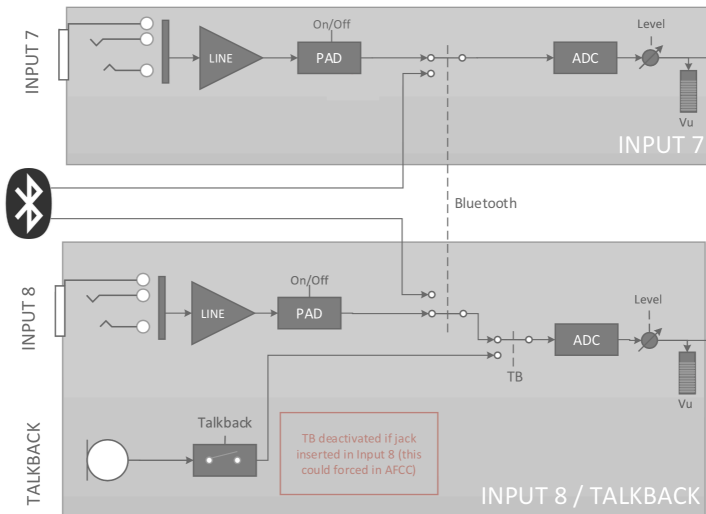 INPUT 7
On/Off
LINE
PAD
ADC
Level
Vu
INPUT 7
Bluetooth
INPUT 8
On/Off
LINE
PAD
TB
ADC
Level
Vu
TALKBACK
Talkback
TB deactivated if jack
inserted in Input 8 (this
could forced in AFCC)
INPUT 8 / TALKBACK